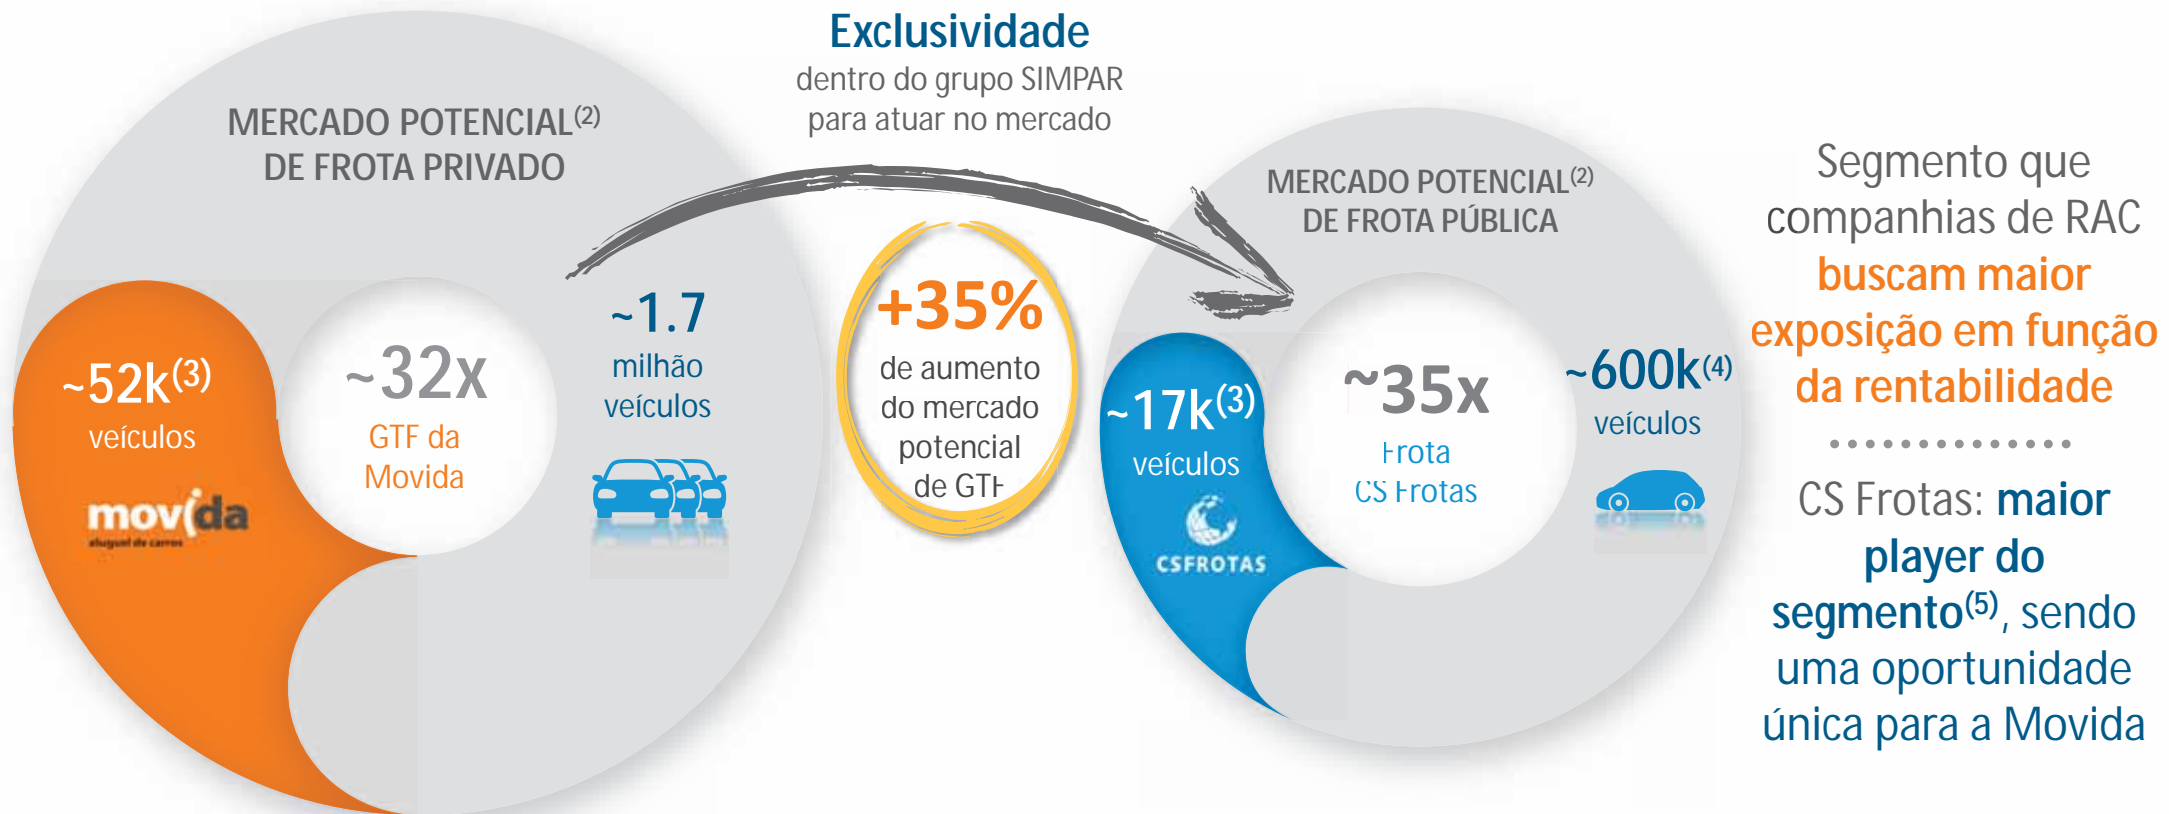 Exclusividade
dentro do grupo SIMPAR
para atuar no mercado
MERCADO POTENCIAL(2)
DE FROTA PRIVADO
~52k(3)
veículos
movida
aluguel de carros
~32x
GTF da
Movida
~1.7
milhão
veículos
+35%
de aumento
do mercado
potencial
de GTF
MERCADO POTENCIAL(2)
DE FROTA PÚBLICA
~17k(3)
veículos
CSFROTAS
~35x
Frota
CS Frotas
~600k(4)
veículos
Segmento que
companhias de RAC
buscam maior
exposição em função
da rentabilidade
CS Frotas: maior
player do
segmento(5), sendo
uma oportunidade
única para a Movida